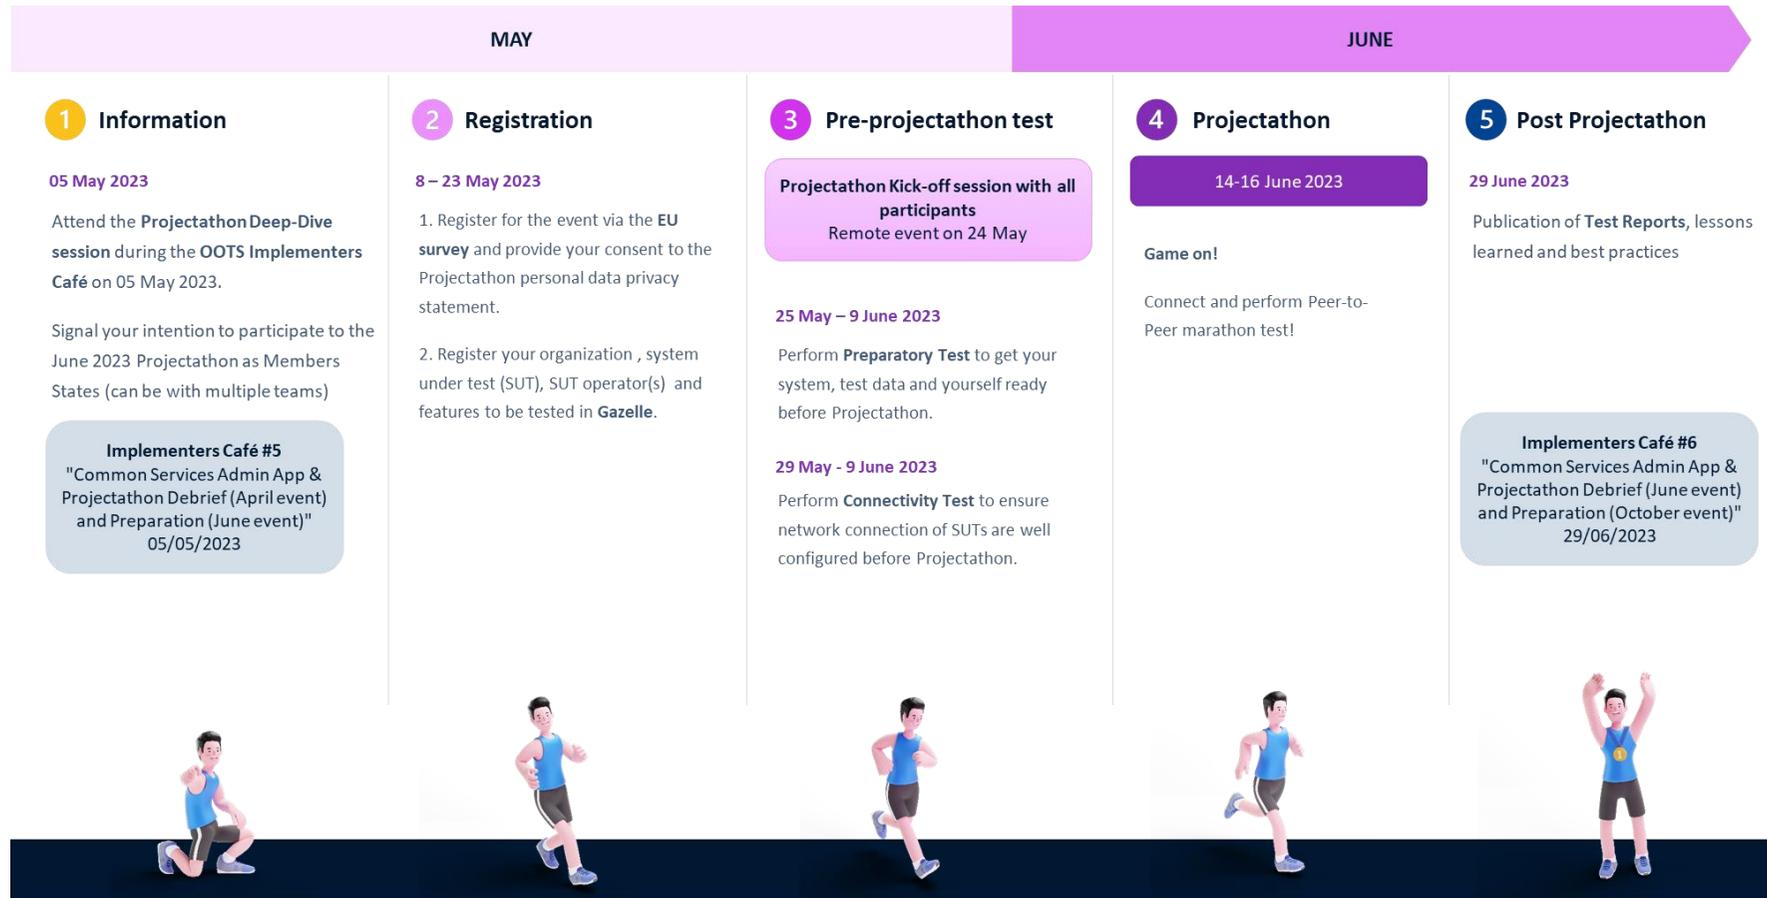 MAY
JUNE
1 Information
05 May 2023
Attend the Projectathon Deep-Dive
session during the OOTS Implementers
Café on 05 May 2023.
Signal your intention to participate to the
June 2023 Projectathon as Members
States (can be with multiple teams)
Implementers Café #5
"Common Services Admin App &
Projectathon Debrief (April event)
and Preparation (June event)"
05/05/2023
2 Registration
8 – 23 May 2023
1. Register for the event via the EU
survey and provide your consent to the
Projectathon personal data privacy
statement.
2. Register your organization , system
under test (SUT), SUT operator(s) and
features to be tested in Gazelle.
3 Pre-projectathon test
Projectathon Kick-off session with all
participants
Remote event on 24 May
25 May – 9 June 2023
Perform Preparatory Test to get your
system, test data and yourself ready
before Projectathon.
29 May - 9 June 2023
Perform Connectivity Test to ensure
network connection of SUTs are well
configured before Projectathon.
4 Projectathon
14-16 June 2023
Game on!
Connect and perform Peer-to-
Peer marathon test!
5 Post Projectathon
29 June 2023
Publication of Test Reports, lessons
learned and best practices
Implementers Café #6
"Common Services Admin App &
Projectathon Debrief (June event)
and Preparation (October event)"
29/06/2023
1